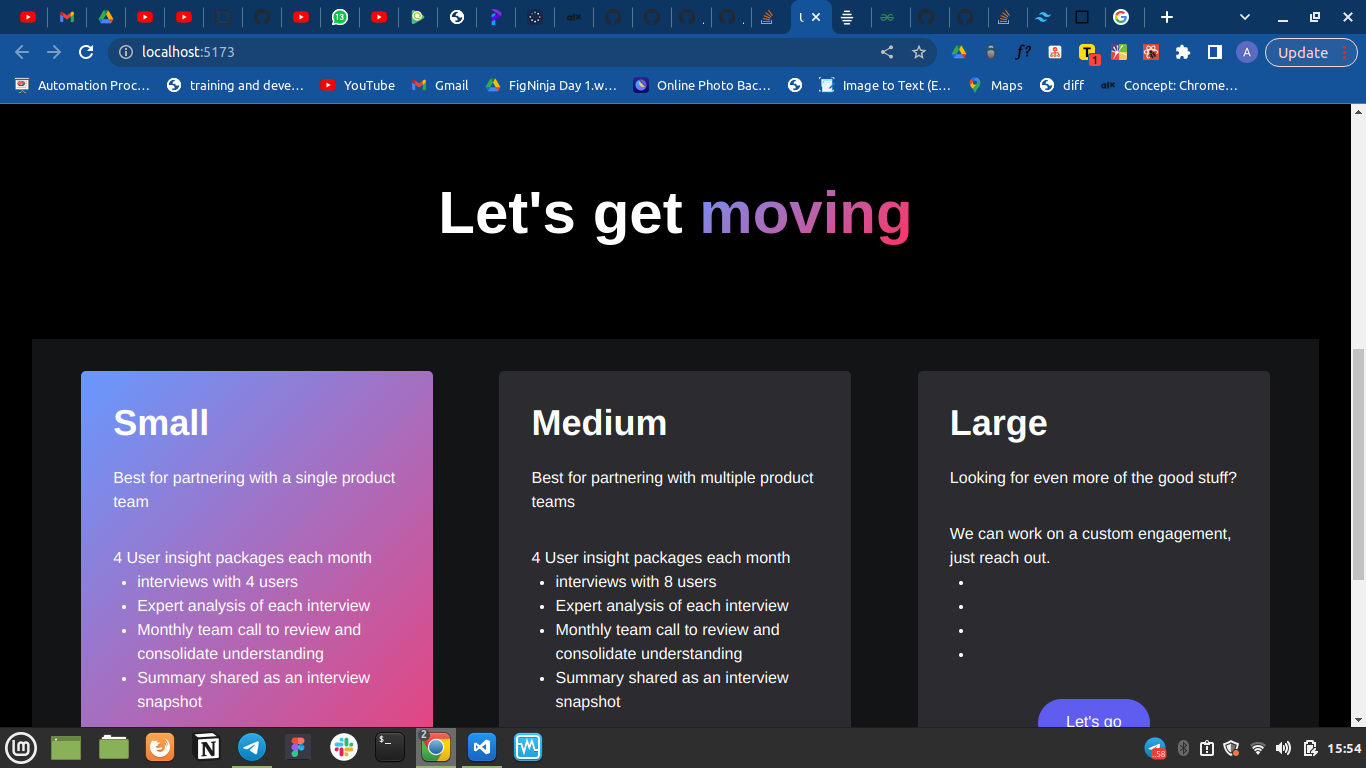 13
alx
localhost:5173
f?
T
1
A
Update
Automation Proc…
training and deve…
YouTube
Gmail
FigNinja Day 1.w…
Online Photo Bac…
Image to Text (E…
Maps
diff
alx
Concept: Chrome…
Let's get moving
Small
Best for partnering with a single product
team
4 User insight packages each month
• interviews with 4 users
• Expert analysis of each interview
• Monthly team call to review and
consolidate understanding
• Summary shared as an interview
snapshot
Medium
Best for partnering with multiple product
teams
4 User insight packages each month
• interviews with 8 users
• Expert analysis of each interview
• Monthly team call to review and
consolidate understanding
• Summary shared as an interview
snapshot
Large
Looking for even more of the good stuff?
We can work on a custom engagement,
just reach out.
•
•
•
•
Let's go
2
15:54